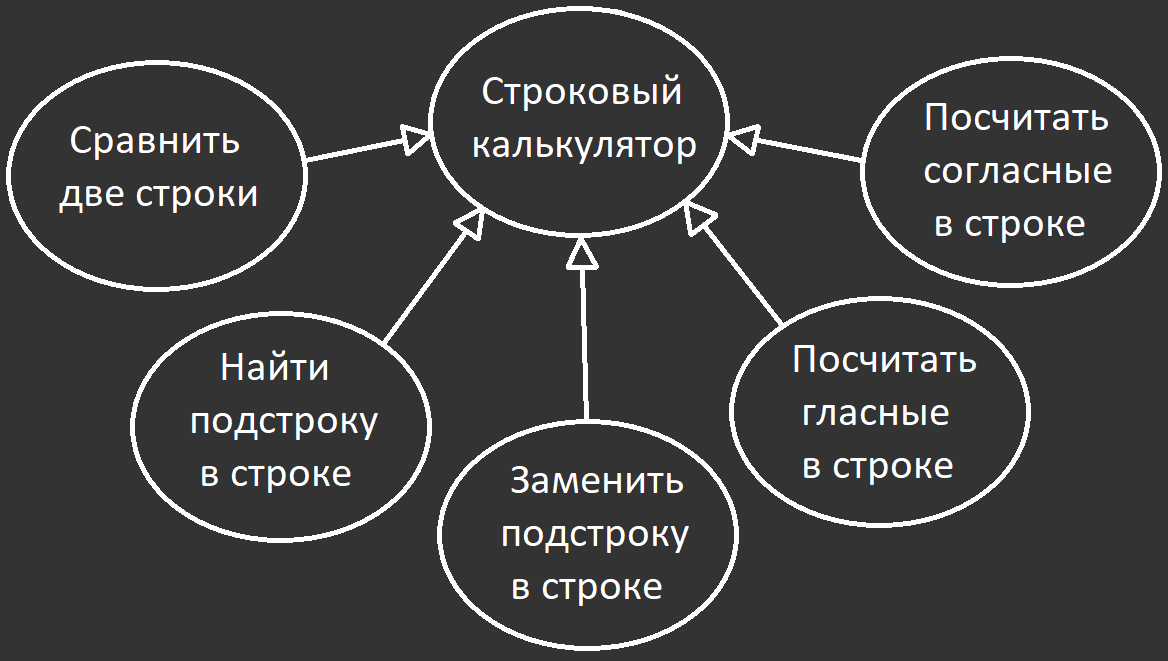 Строковый
калькулятор
Сравнить
две строки
Посчитать
согласные
в строке
Найти
подстроку
в строке
Заменить
подстроку
в строке
Посчитать
гласные
в строке